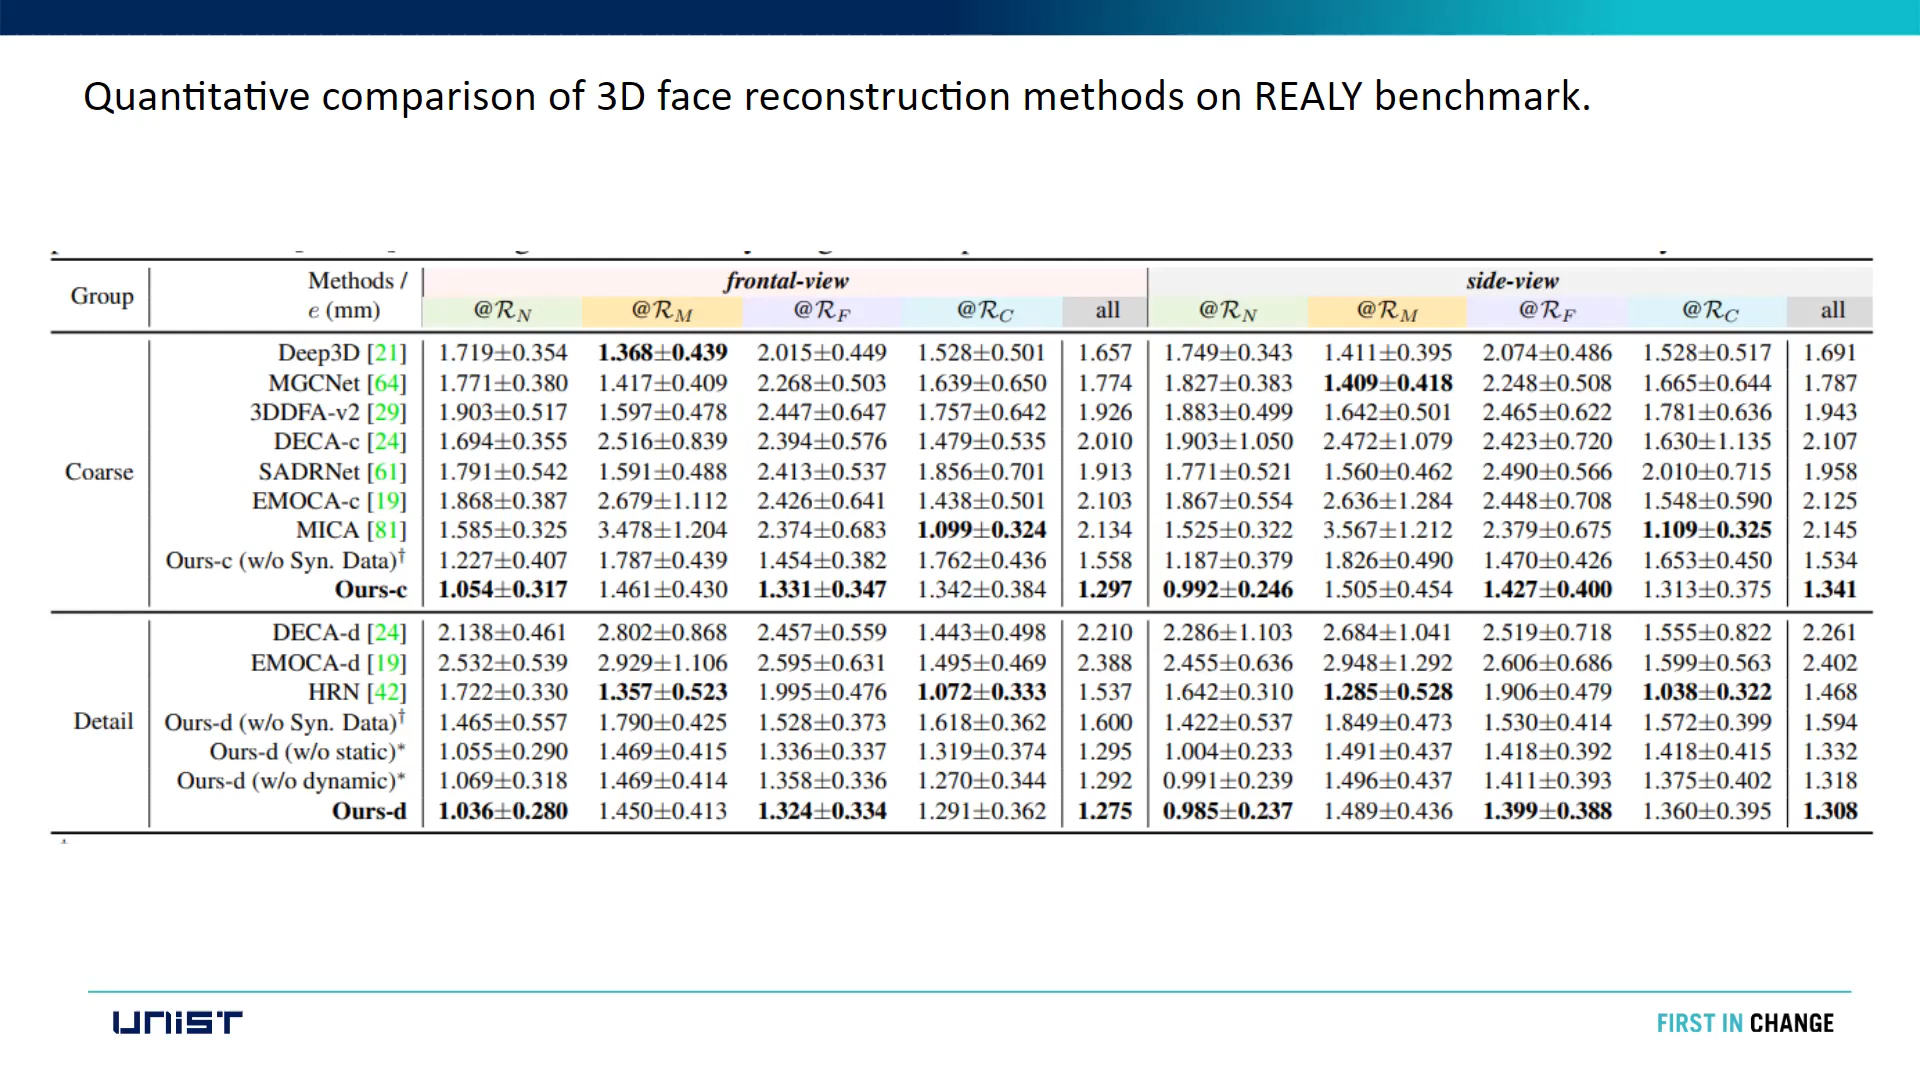 Quantitative comparison of 3D face reconstruction methods on REALY benchmark.
Group Methods / e (mm) frontal-view side-view
@R_N @R_M @R_F @R_C all @R_N @R_M @R_F @R_C all
Coarse
Deep3D [21] 1.719±0.354 1.368±0.439 2.015±0.449 1.528±0.501 1.657 1.749±0.343 1.411±0.395 2.074±0.486 1.528±0.517 1.691
MGCNet [64] 1.771±0.380 1.417±0.409 2.268±0.503 1.639±0.650 1.774 1.827±0.383 1.409±0.418 2.248±0.508 1.665±0.644 1.787
3DDFA-v2 [29] 1.903±0.517 1.597±0.478 2.447±0.647 1.757±0.642 1.926 1.883±0.499 1.642±0.501 2.465±0.622 1.781±0.636 1.943
DECA-c [24] 1.694±0.355 2.516±0.839 2.394±0.576 1.479±0.535 2.010 1.903±1.050 2.472±1.079 2.423±0.720 1.630±1.135 2.107
SADRNet [61] 1.791±0.542 1.591±0.488 2.413±0.537 1.856±0.701 1.913 1.771±0.521 1.560±0.462 2.490±0.566 2.010±0.715 1.958
EMOCA-c [19] 1.868±0.387 2.679±1.112 2.426±0.641 1.438±0.501 2.103 1.867±0.554 2.636±1.284 2.448±0.708 1.548±0.590 2.125
MICA [81] 1.585±0.325 3.478±1.204 2.374±0.683 1.099±0.324 2.134 1.525±0.322 3.567±1.212 2.379±0.675 1.109±0.325 2.145
Ours-c (w/o Syn. Data)† 1.227±0.407 1.787±0.439 1.454±0.382 1.762±0.436 1.558 1.187±0.379 1.826±0.490 1.470±0.426 1.653±0.450 1.534
Ours-c 1.054±0.317 1.461±0.430 1.331±0.347 1.342±0.384 1.297 0.992±0.246 1.505±0.454 1.427±0.400 1.313±0.375 1.341
Detail
DECA-d [24] 2.138±0.461 2.802±0.868 2.457±0.559 1.443±0.498 2.210 2.286±1.103 2.684±1.041 2.519±0.718 1.555±0.822 2.261
EMOCA-d [19] 2.532±0.539 2.929±1.106 2.595±0.631 1.495±0.469 2.388 2.455±0.636 2.948±1.292 2.606±0.686 1.599±0.563 2.402
HRN [42] 1.722±0.330 1.357±0.523 1.995±0.476 1.072±0.333 1.537 1.642±0.310 1.285±0.528 1.906±0.479 1.038±0.322 1.468
Ours-d (w/o Syn. Data)† 1.465±0.557 1.790±0.425 1.528±0.373 1.618±0.362 1.600 1.422±0.537 1.849±0.473 1.530±0.414 1.572±0.399 1.594
Ours-d (w/o static)* 1.055±0.290 1.469±0.415 1.336±0.337 1.319±0.374 1.295 1.004±0.233 1.491±0.437 1.418±0.392 1.418±0.415 1.332
Ours-d (w/o dynamic)* 1.069±0.318 1.469±0.414 1.358±0.336 1.270±0.344 1.292 0.991±0.239 1.496±0.437 1.411±0.393 1.375±0.402 1.318
Ours-d 1.036±0.280 1.450±0.413 1.324±0.334 1.291±0.362 1.275 0.985±0.237 1.489±0.436 1.399±0.388 1.360±0.395 1.308
UNIST
FIRST IN CHANGE